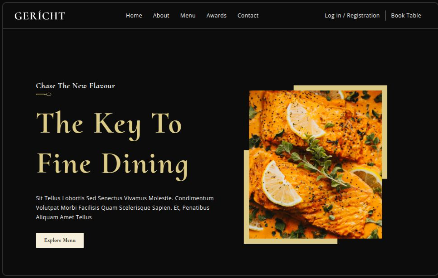 GERÍCHT
Home About Menu Awards Contact
Log In / Registration Book Table
Chase The New Flavour
The Key To
Fine Dining
Sit Tellus Lobortis Sed Senectus Vivamus Molestie. Condimentum
Volutpat Morbi Facilisis Quam Scelerisque Sapien. Et, Penatibus
Aliquam Amet Tellus
Explore Menu